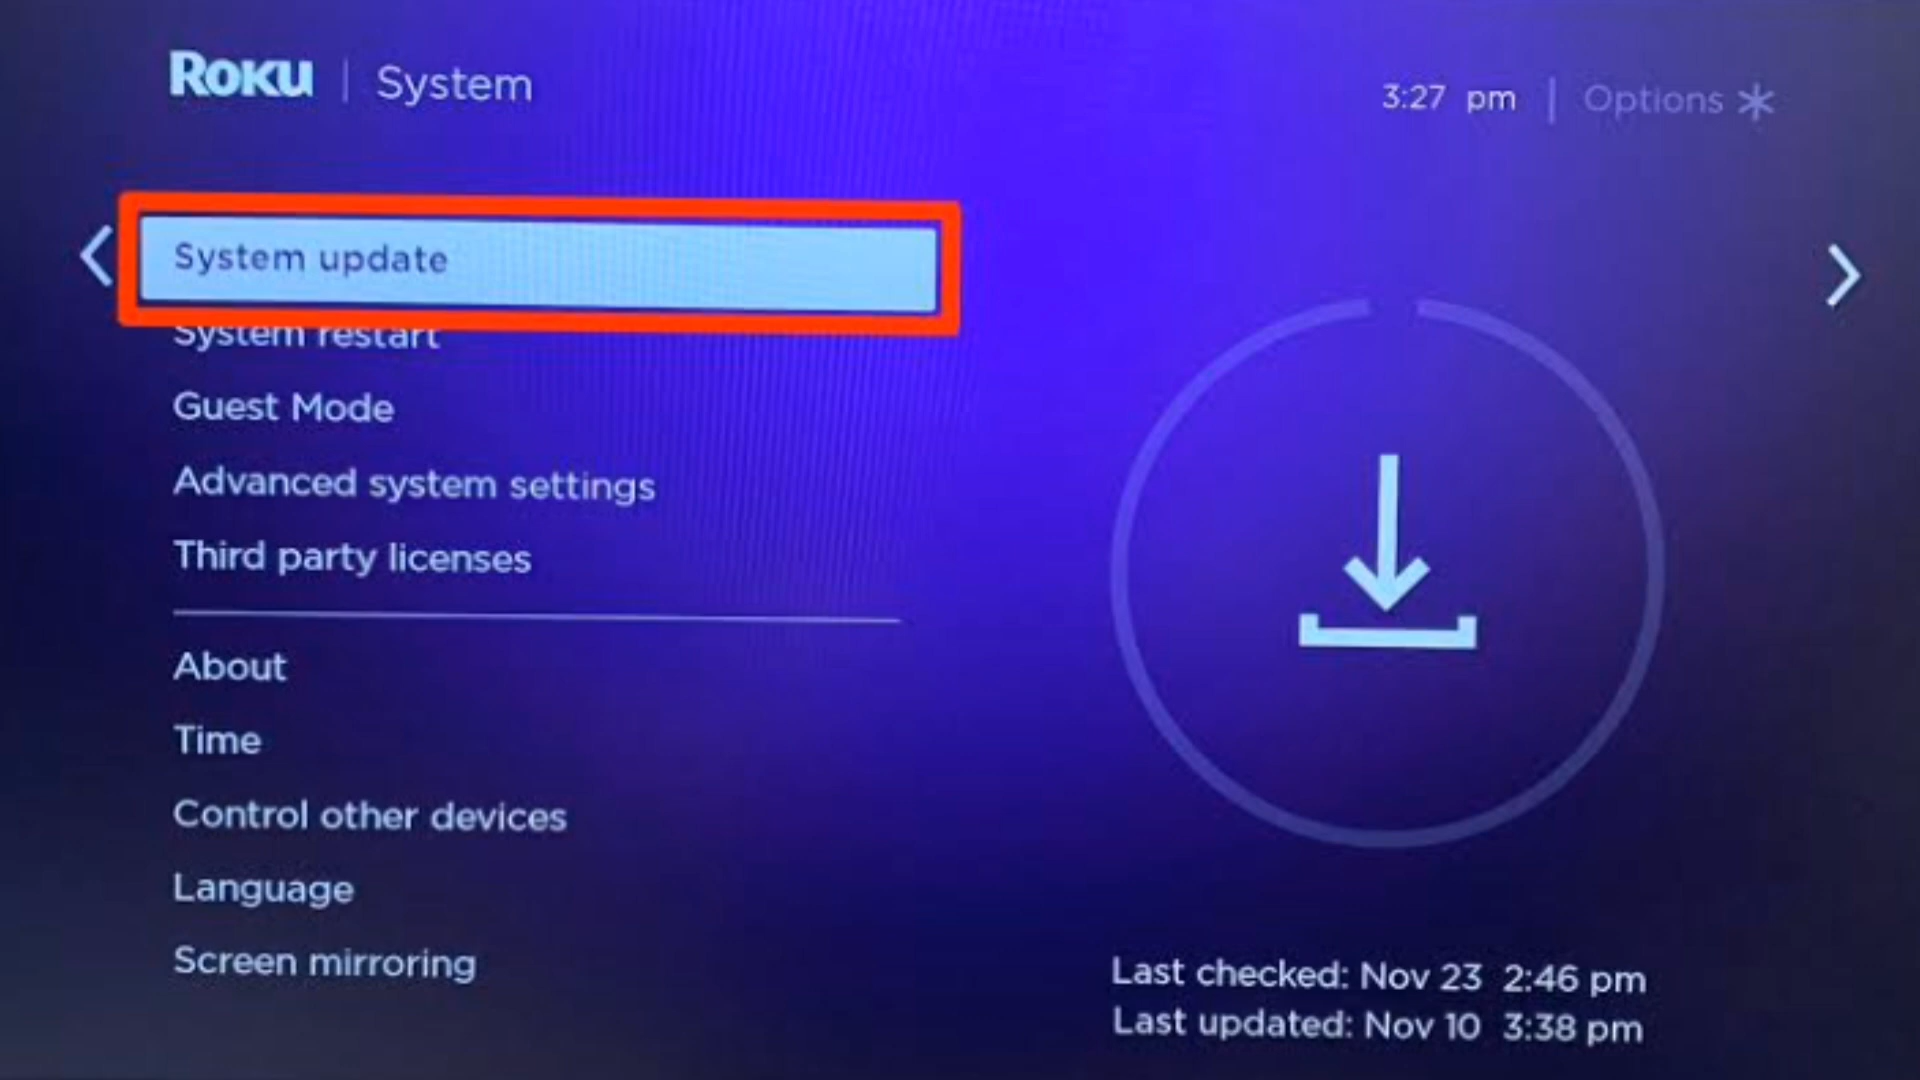 Roku | System
3:27 pm | Options *
System update
System restart
Guest Mode
Advanced system settings
Third party licenses
About
Time
Control other devices
Language
Screen mirroring
Last checked: Nov 23 2:46 pm
Last updated: Nov 10 3:38 pm